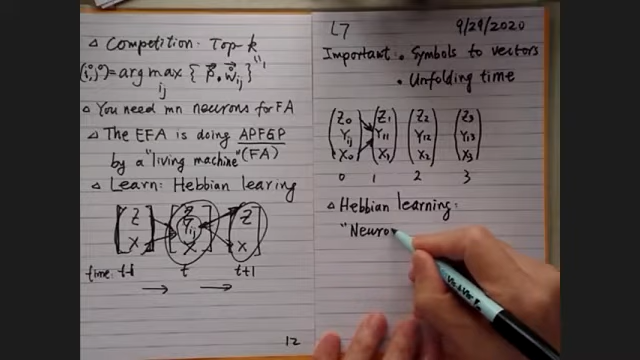 △ Competition: Top k
(i,j)=arg max { p⃗ · w⃗ij }
ij
△ You need mn neurons for FA
△ The EFA is doing APFGP
by a "living machine" (FA)
△ Learn: Hebbian learing
Z Z Z
Yij
X X X
time: t-1 t t+1
12
L7 9/29/2020
Important: • Symbols to vectors
• Unfolding time
Z0 Z1 Z2 Z3
Yij Y11 Y12 Y13
X0 X1 X2 X3
0 1 2 3
△ Hebbian learning:
"Neuro